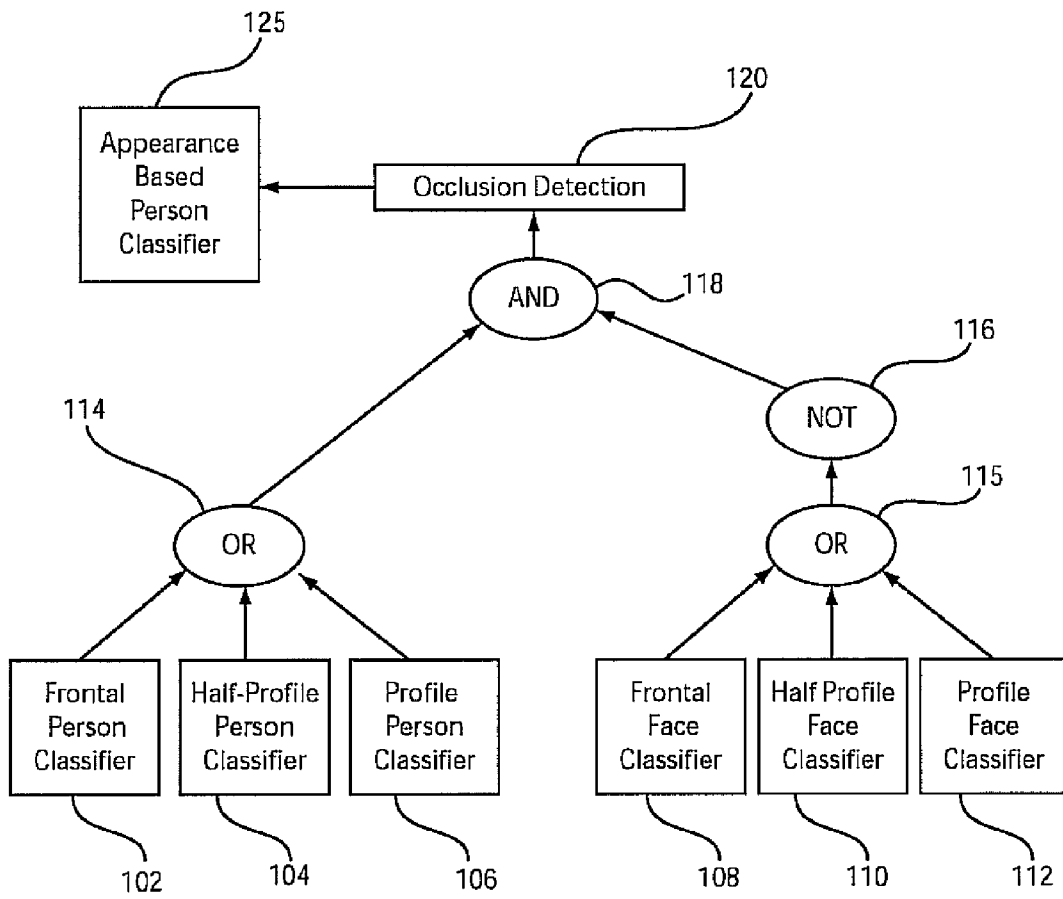 125
120
Appearance
Based
Person
Classifier
Occlusion Detection
AND
118
116
NOT
114
115
OR
OR
Frontal
Person
Classifier
Half-Profile
Person
Classifier
Profile
Person
Classifier
Frontal
Face
Classifier
Half Profile
Face
Classifier
Profile
Face
Classifier
102
104
106
108
110
112